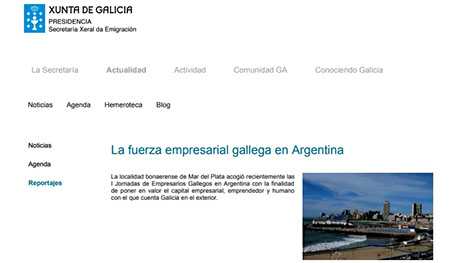 XUNTA DE GALICIA
PRESIDENCIA
Secretaría Xeral da Emigración
La Secretaría Actualidad Actividad Comunidad GA Conociendo Galicia
Noticias Agenda Hemeroteca Blog
Noticias
Agenda
Reportajes
La fuerza empresarial gallega en Argentina
La localidad bonaerense de Mar del Plata acogió recientemente las
I Jornadas de Empresarios Gallegos en Argentina con la finalidad
de poner en valor el capital empresarial, emprendedor y humano
con el que cuenta Galicia en el exterior.